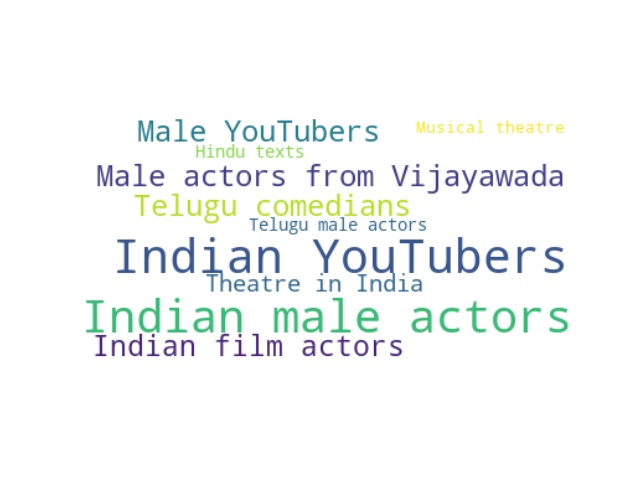 Male YouTubers
Musical theatre
Hindu texts
Male actors from Vijayawada
Telugu comedians
Telugu male actors
Indian YouTubers
Theatre in India
Indian male actors
Indian film actors